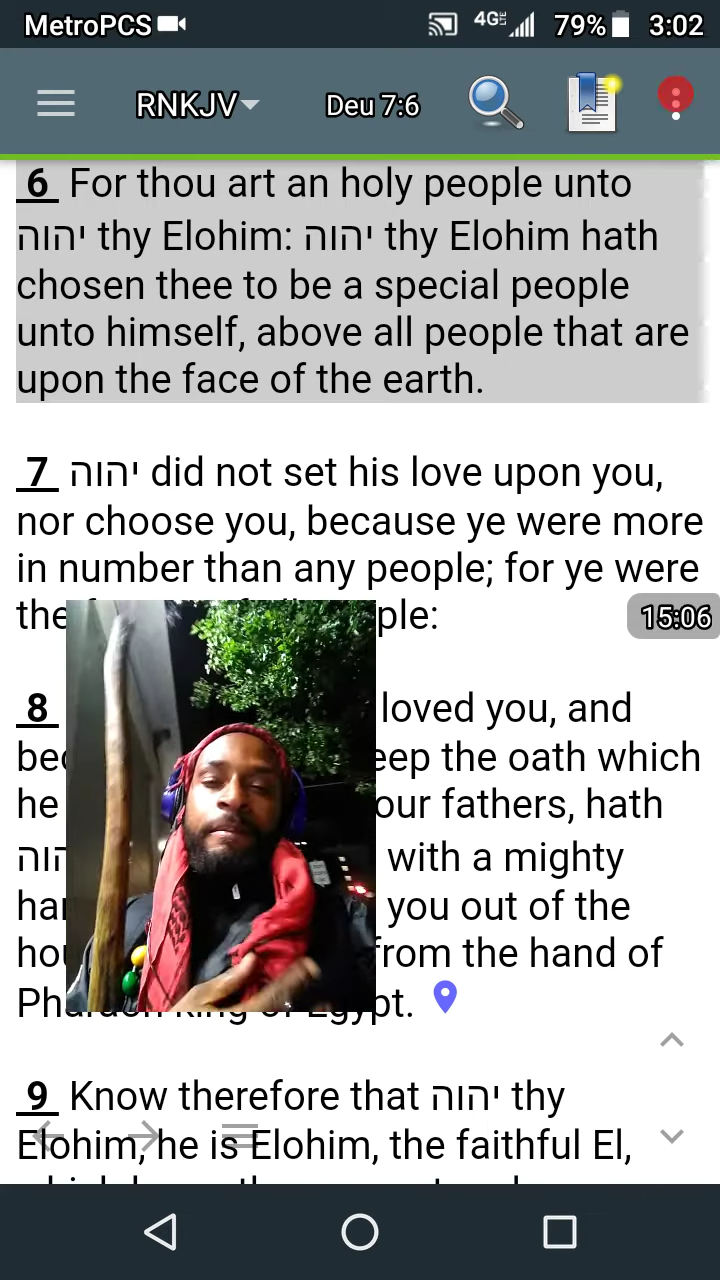 MetroPCS 4G LTE 79% 3:02
RNKJV Deu 7:6
6 For thou art an holy people unto
יהוה thy Elohim: יהוה thy Elohim hath
chosen thee to be a special people
unto himself, above all people that are
upon the face of the earth.
7 יהוה did not set his love upon you,
nor choose you, because ye were more
in number than any people; for ye were
the ple:
15:06
8 loved you, and
eep the oath which
he our fathers, hath
with a mighty
you out of the
from the hand of
Pharaoh king of Egypt.
9 Know therefore that יהוה thy
Elohim, he is Elohim, the faithful El,